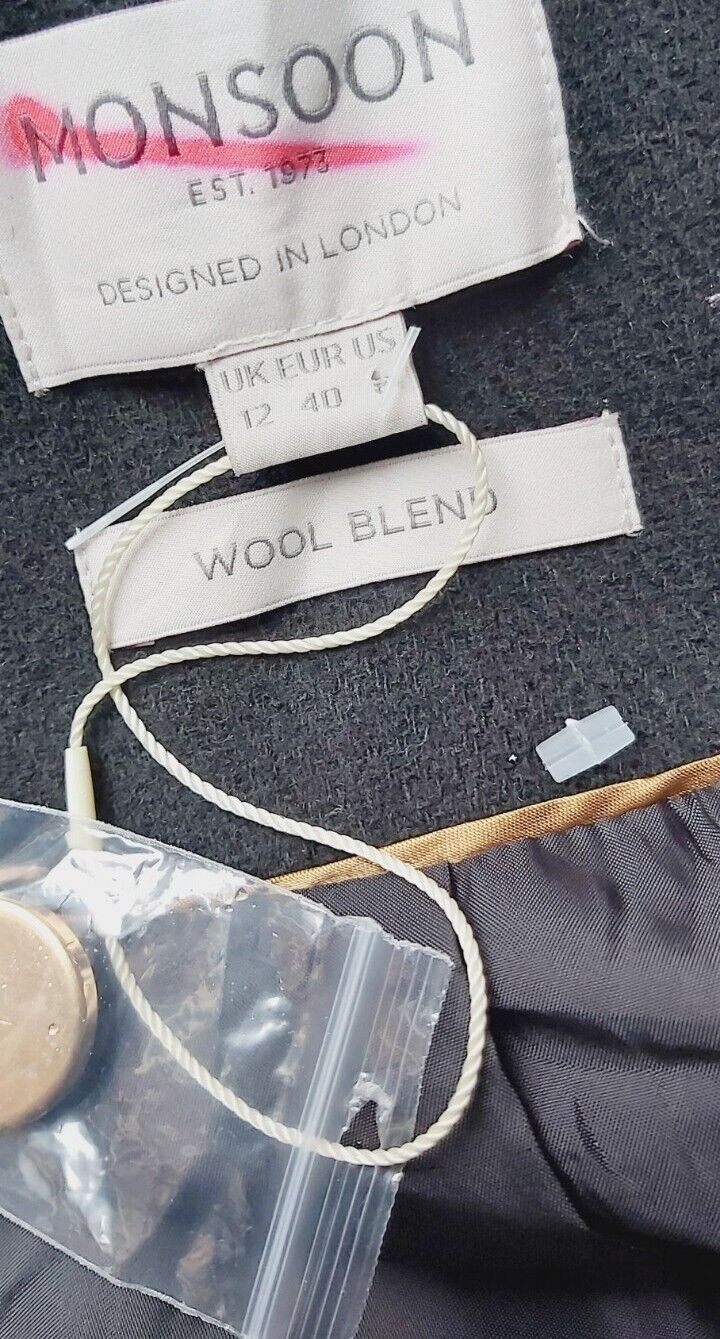 MONSOON
EST. 1973
DESIGNED IN LONDON
UK EUR US
12 40
WOOL BLEND